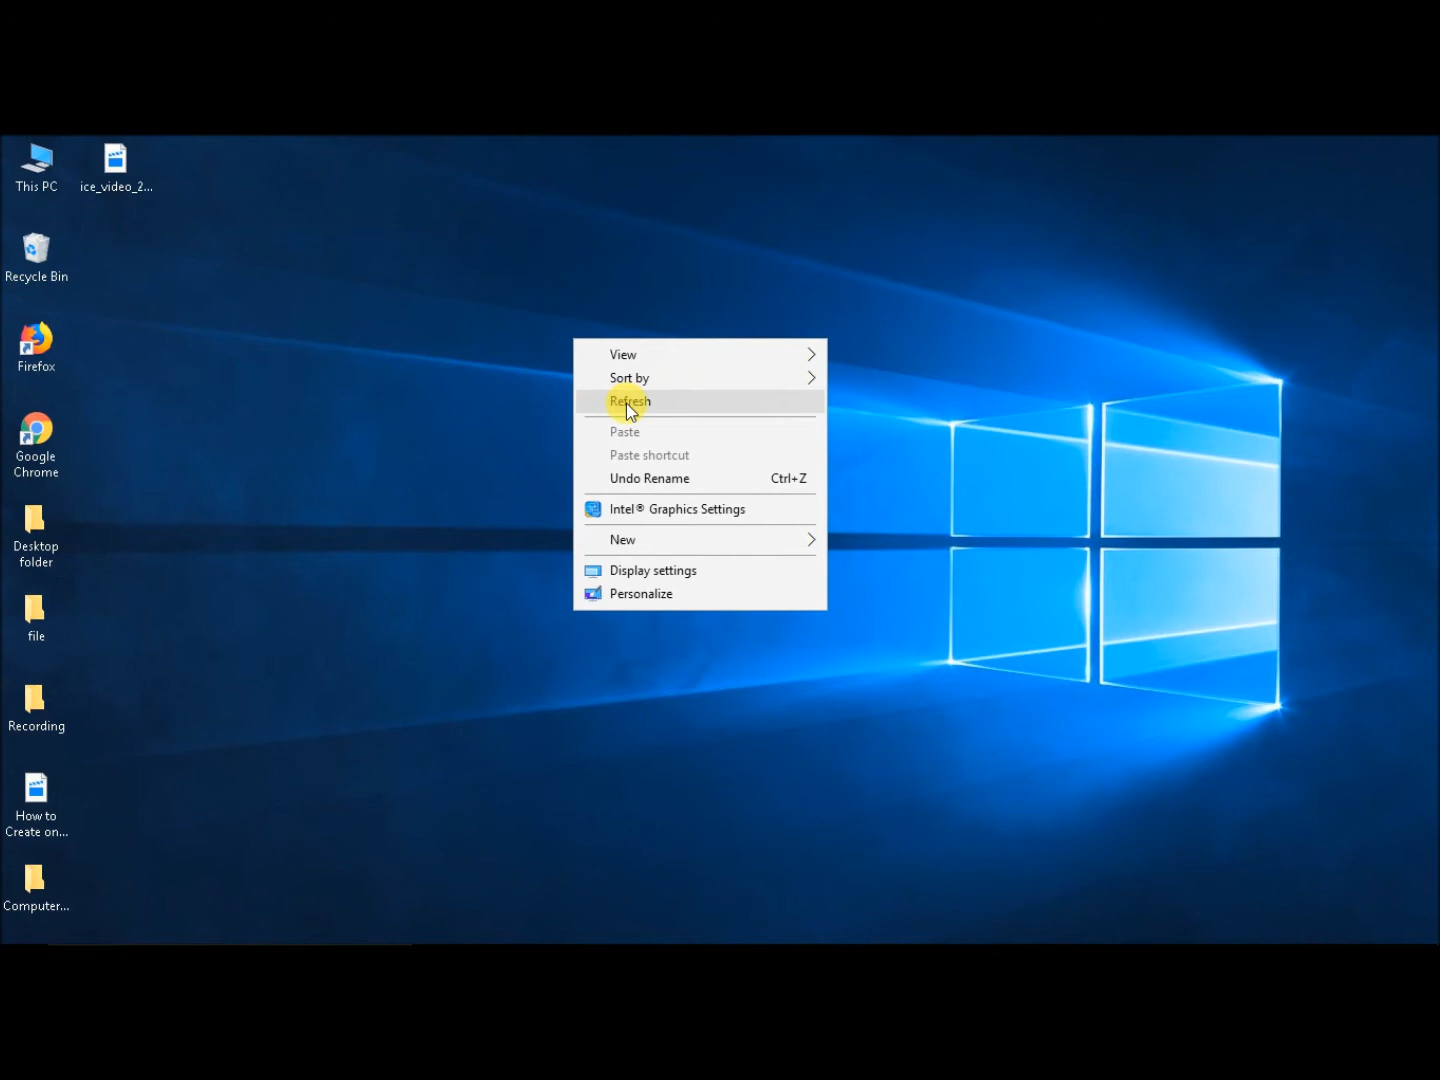 This PC
ice_video_2...
Recycle Bin
Firefox
Google
Chrome
Desktop
folder
file
Recording
How to
Create on...
Computer...
View
Sort by
Refresh
Paste
Paste shortcut
Undo Rename Ctrl+Z
Intel® Graphics Settings
New
Display settings
Personalize